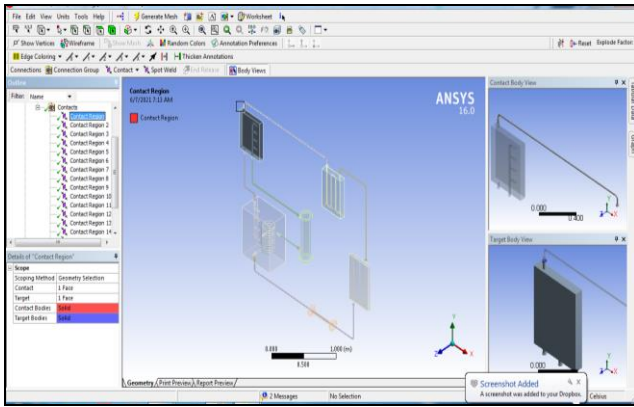 File Edit View Units Tools Help
Generate Mesh
Worksheet
Show Vertices Wireframe Show Mesh Random Colors Annotation Preferences
Reset Explode Factor:
Edge Coloring
Thicken Annotations
Connections Connection Group Contact Spot Weld End Release Body Views
Outline
Filter: Name
Contacts
Contact Region
Contact Region 2
Contact Region 3
Contact Region 4
Contact Region 5
Contact Region 6
Contact Region 7
Contact Region 8
Contact Region 9
Contact Region 10
Contact Region 11
Contact Region 12
Contact Region 13
Contact Region 14
Details of "Contact Region"
Scope
Scoping Method Geometry Selection
Contact 1 Face
Target 1 Face
Contact Bodies Solid
Target Bodies Solid
Contact Region
6/7/2021 7:13 AM
Contact Region
ANSYS
16.0
1.000 (m)
Geometry Print Preview Report Preview
Contact Body View
0.000
0.400
Target Body View
0.000
Graph
Screenshot Added
A screenshot was added to your Dropbox.
2 Messages
No Selection
Celsius